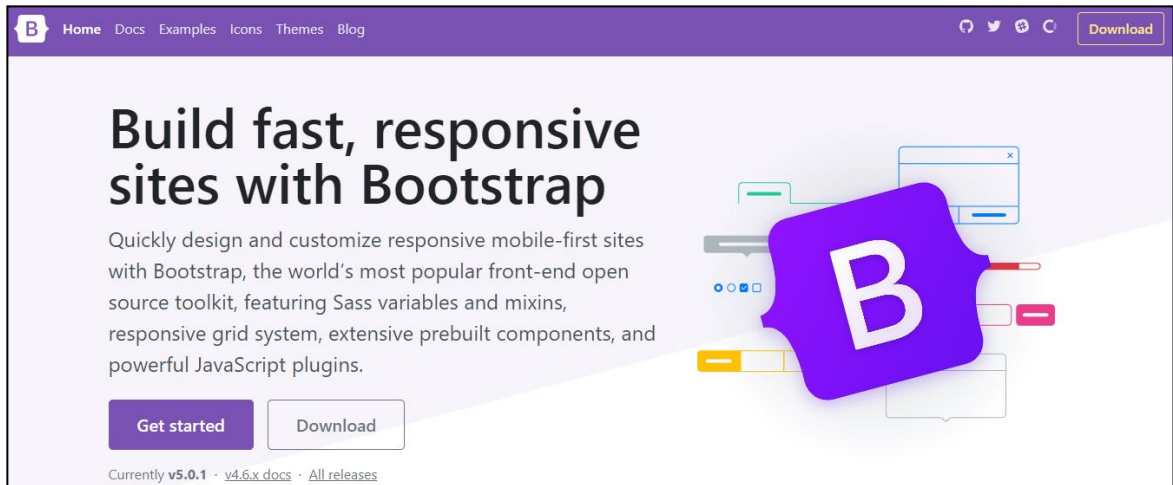 B Home Docs Examples Icons Themes Blog Download
Build fast, responsive
sites with Bootstrap
Quickly design and customize responsive mobile-first sites
with Bootstrap, the world's most popular front-end open
source toolkit, featuring Sass variables and mixins,
responsive grid system, extensive prebuilt components, and
powerful JavaScript plugins.
B
Get started Download
Currently v5.0.1 · v4.6.x docs · All releases